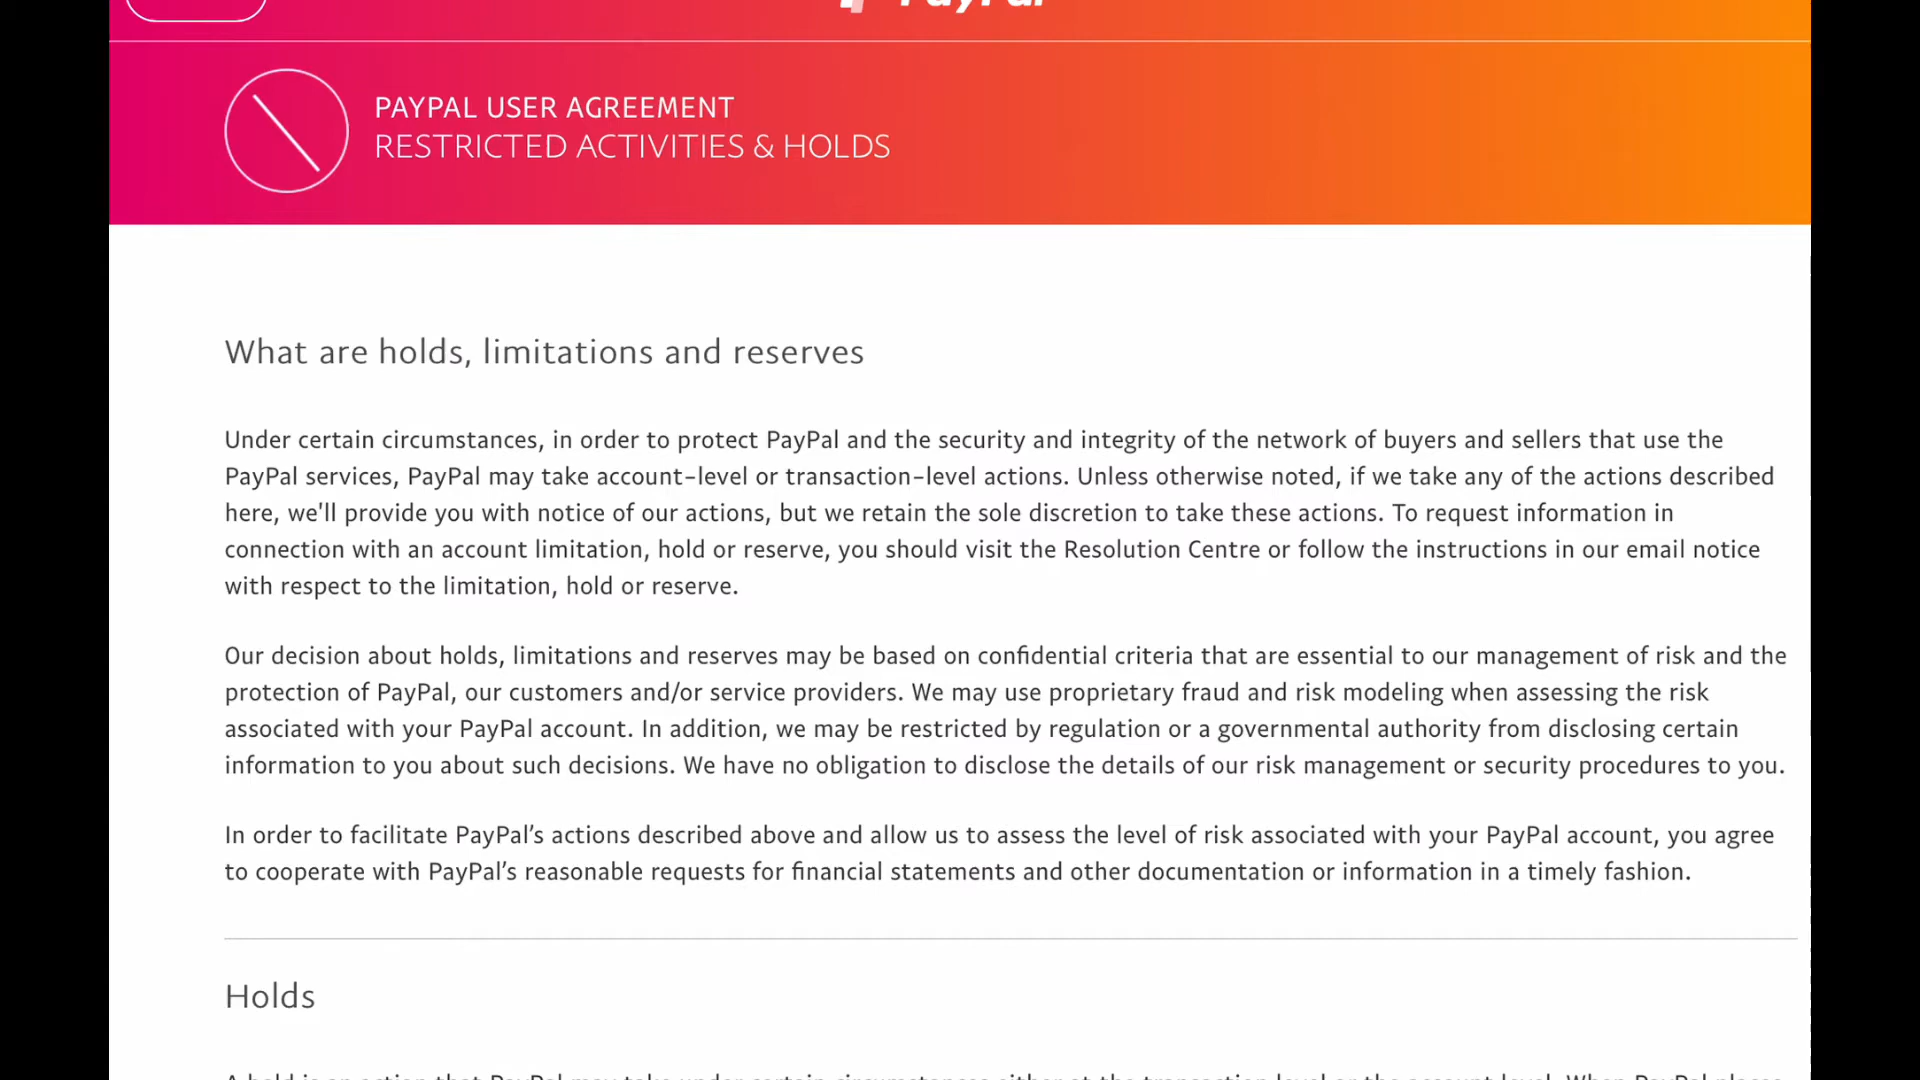 PayPal
PAYPAL USER AGREEMENT
RESTRICTED ACTIVITIES & HOLDS
What are holds, limitations and reserves
Under certain circumstances, in order to protect PayPal and the security and integrity of the network of buyers and sellers that use the
PayPal services, PayPal may take account-level or transaction-level actions. Unless otherwise noted, if we take any of the actions described
here, we'll provide you with notice of our actions, but we retain the sole discretion to take these actions. To request information in
connection with an account limitation, hold or reserve, you should visit the Resolution Centre or follow the instructions in our email notice
with respect to the limitation, hold or reserve.
Our decision about holds, limitations and reserves may be based on confidential criteria that are essential to our management of risk and the
protection of PayPal, our customers and/or service providers. We may use proprietary fraud and risk modeling when assessing the risk
associated with your PayPal account. In addition, we may be restricted by regulation or a governmental authority from disclosing certain
information to you about such decisions. We have no obligation to disclose the details of our risk management or security procedures to you.
In order to facilitate PayPal’s actions described above and allow us to assess the level of risk associated with your PayPal account, you agree
to cooperate with PayPal’s reasonable requests for financial statements and other documentation or information in a timely fashion.
Holds